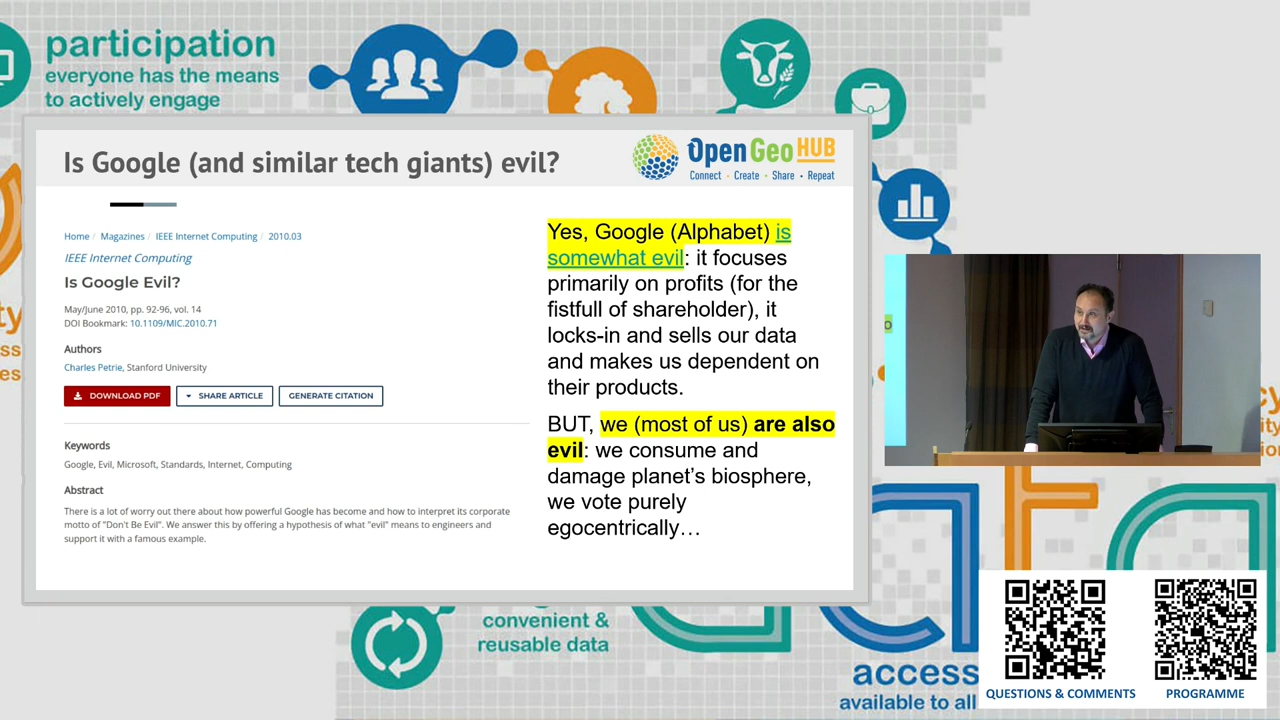 participation
everyone has the means
to actively engage
Is Google (and similar tech giants) evil?
OpenGeoHUB
Connect · Create · Share · Repeat
Home / Magazines / IEEE Internet Computing / 2010.03
IEEE Internet Computing
Is Google Evil?
May/June 2010, pp. 92-96, vol. 14
DOI Bookmark: 10.1109/MIC.2010.71
Authors
Charles Petrie, Stanford University
DOWNLOAD PDF
SHARE ARTICLE
GENERATE CITATION
Keywords
Google, Evil, Microsoft, Standards, Internet, Computing
Abstract
There is a lot of worry out there about how powerful Google has become and how to interpret its corporate
motto of "Don't Be Evil". We answer this by offering a hypothesis of what "evil" means to engineers and
support it with a famous example.
Yes, Google (Alphabet) is
somewhat evil: it focuses
primarily on profits (for the
fistfull of shareholder), it
locks-in and sells our data
and makes us dependent on
their products.
BUT, we (most of us) are also
evil: we consume and
damage planet's biosphere,
we vote purely
egocentrically…
convenient &
reusable data
access
available to all
QUESTIONS & COMMENTS
PROGRAMME